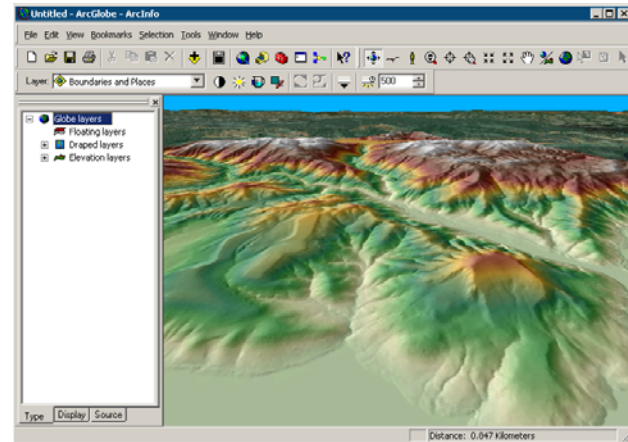 Untitled - ArcGlobe - ArcInfo
File Edit View Bookmarks Selection Tools Window Help
Layer: Boundaries and Places 500
Globe layers
Floating layers
Draped layers
Elevation layers
Type Display Source
Distance: 0.847 Kilometers